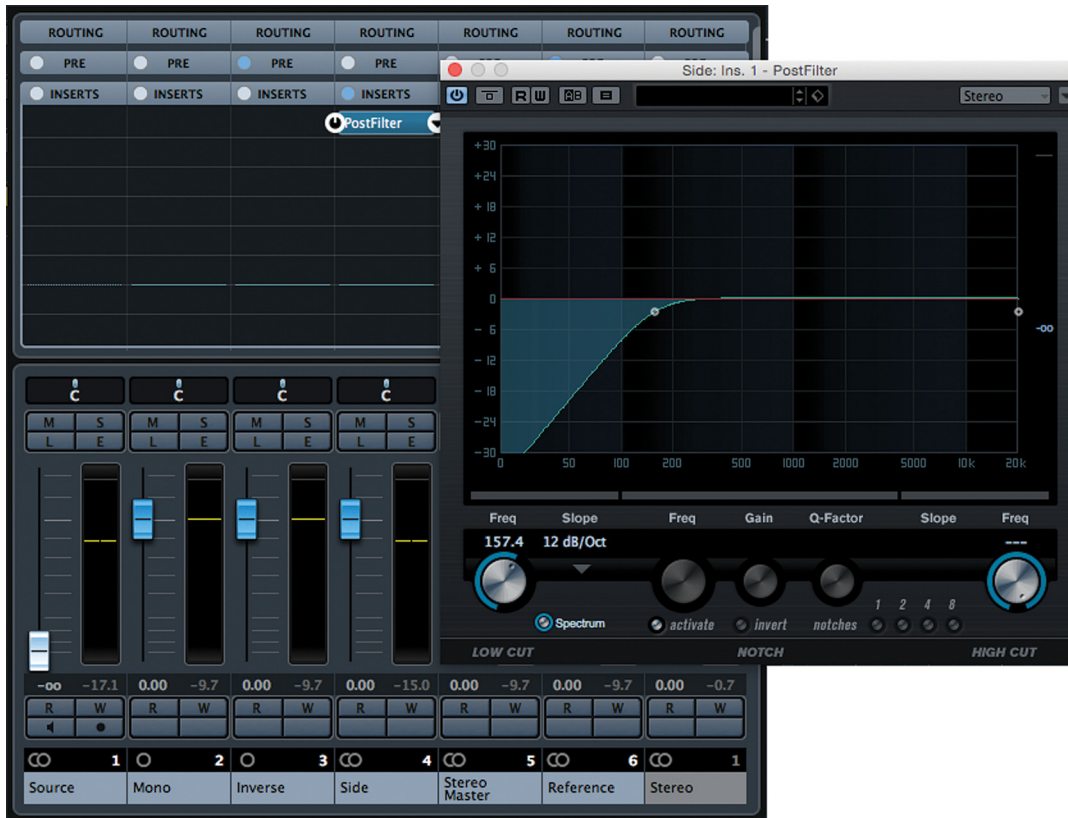 ROUTING ROUTING ROUTING ROUTING ROUTING ROUTING ROUTING
PRE PRE PRE PRE
INSERTS INSERTS INSERTS INSERTS
PostFilter
Side: Ins. 1 - PostFilter
R W AB Stereo
+30
+24
+18
+12
+ 6
0
- 6
- 12
- 18
-24
-30
-oo
0 50 100 200 500 1000 2000 5000 10k 20k
Freq Slope Freq Gain Q-Factor Slope Freq
157.4 12 dB/Oct ---
1 2 4 8
Spectrum activate invert notches
LOW CUT NOTCH HIGH CUT
C C C C
M S M S M S M S
L E L E L E L E
-oo -17.1 0.00 -9.7 0.00 -9.7 0.00 -15.0 0.00 -9.7 0.00 -9.7 0.00 -0.7
R W R W R W R W R W R W R W
1 2 3 4 5 6 1
Source Mono Inverse Side Stereo Master Reference Stereo